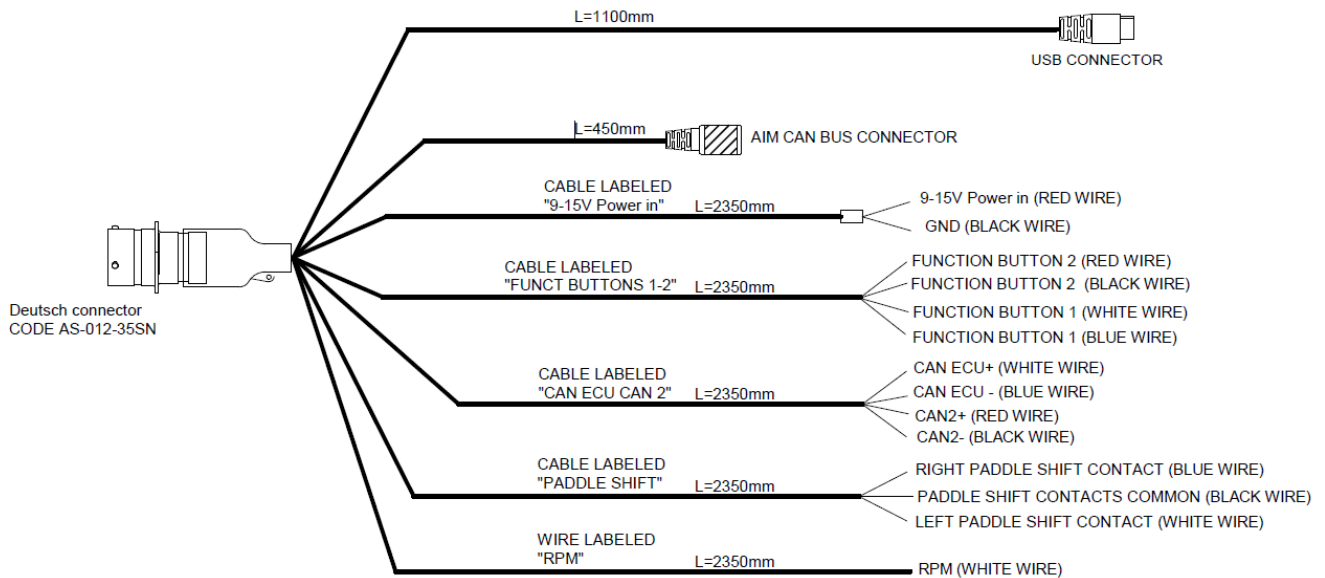 L=1100mm
USB CONNECTOR
L=450mm
AIM CAN BUS CONNECTOR
CABLE LABELED
"9-15V Power in"
L=2350mm
9-15V Power in (RED WIRE)
GND (BLACK WIRE)
Deutsch connector
CODE AS-012-35SN
CABLE LABELED
"FUNCT BUTTONS 1-2"
L=2350mm
FUNCTION BUTTON 2 (RED WIRE)
FUNCTION BUTTON 2 (BLACK WIRE)
FUNCTION BUTTON 1 (WHITE WIRE)
FUNCTION BUTTON 1 (BLUE WIRE)
CABLE LABELED
"CAN ECU CAN 2"
L=2350mm
CAN ECU+ (WHITE WIRE)
CAN ECU - (BLUE WIRE)
CAN2+ (RED WIRE)
CAN2- (BLACK WIRE)
CABLE LABELED
"PADDLE SHIFT"
L=2350mm
RIGHT PADDLE SHIFT CONTACT (BLUE WIRE)
PADDLE SHIFT CONTACTS COMMON (BLACK WIRE)
LEFT PADDLE SHIFT CONTACT (WHITE WIRE)
WIRE LABELED
"RPM"
L=2350mm
RPM (WHITE WIRE)